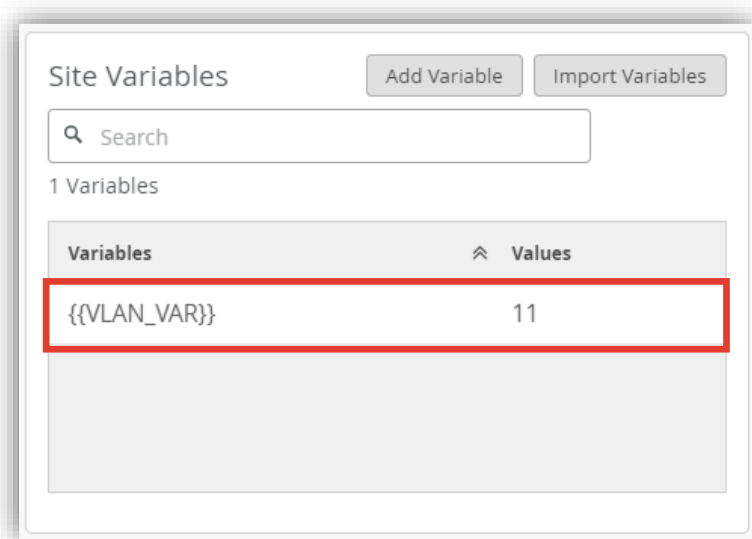 Site Variables Add Variable Import Variables
Search
1 Variables
Variables Values
{{VLAN_VAR}} 11